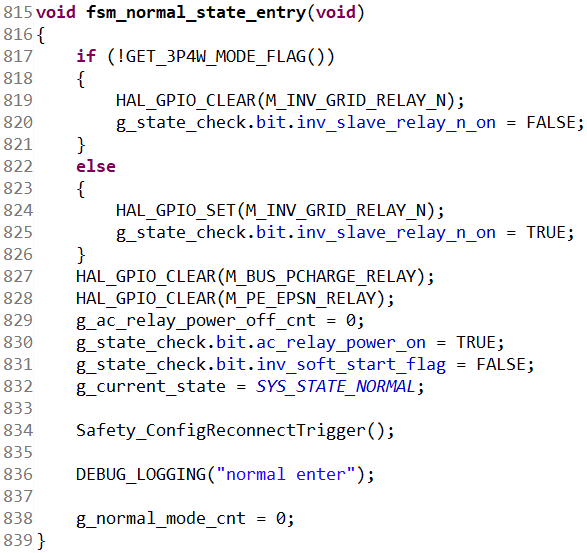 815 void fsm_normal_state_entry(void)
816 {
817     if (!GET_3P4W_MODE_FLAG())
818     {
819         HAL_GPIO_CLEAR(M_INV_GRID_RELAY_N);
820         g_state_check.bit.inv_slave_relay_n_on = FALSE;
821     }
822     else
823     {
824         HAL_GPIO_SET(M_INV_GRID_RELAY_N);
825         g_state_check.bit.inv_slave_relay_n_on = TRUE;
826     }
827     HAL_GPIO_CLEAR(M_BUS_PCHARGE_RELAY);
828     HAL_GPIO_CLEAR(M_PE_EPSN_RELAY);
829     g_ac_relay_power_off_cnt = 0;
830     g_state_check.bit.ac_relay_power_on = TRUE;
831     g_state_check.bit.inv_soft_start_flag = FALSE;
832     g_current_state = SYS_STATE_NORMAL;
833
834     Safety_ConfigReconnectTrigger();
835
836     DEBUG_LOGGING("normal enter");
837
838     g_normal_mode_cnt = 0;
839 }